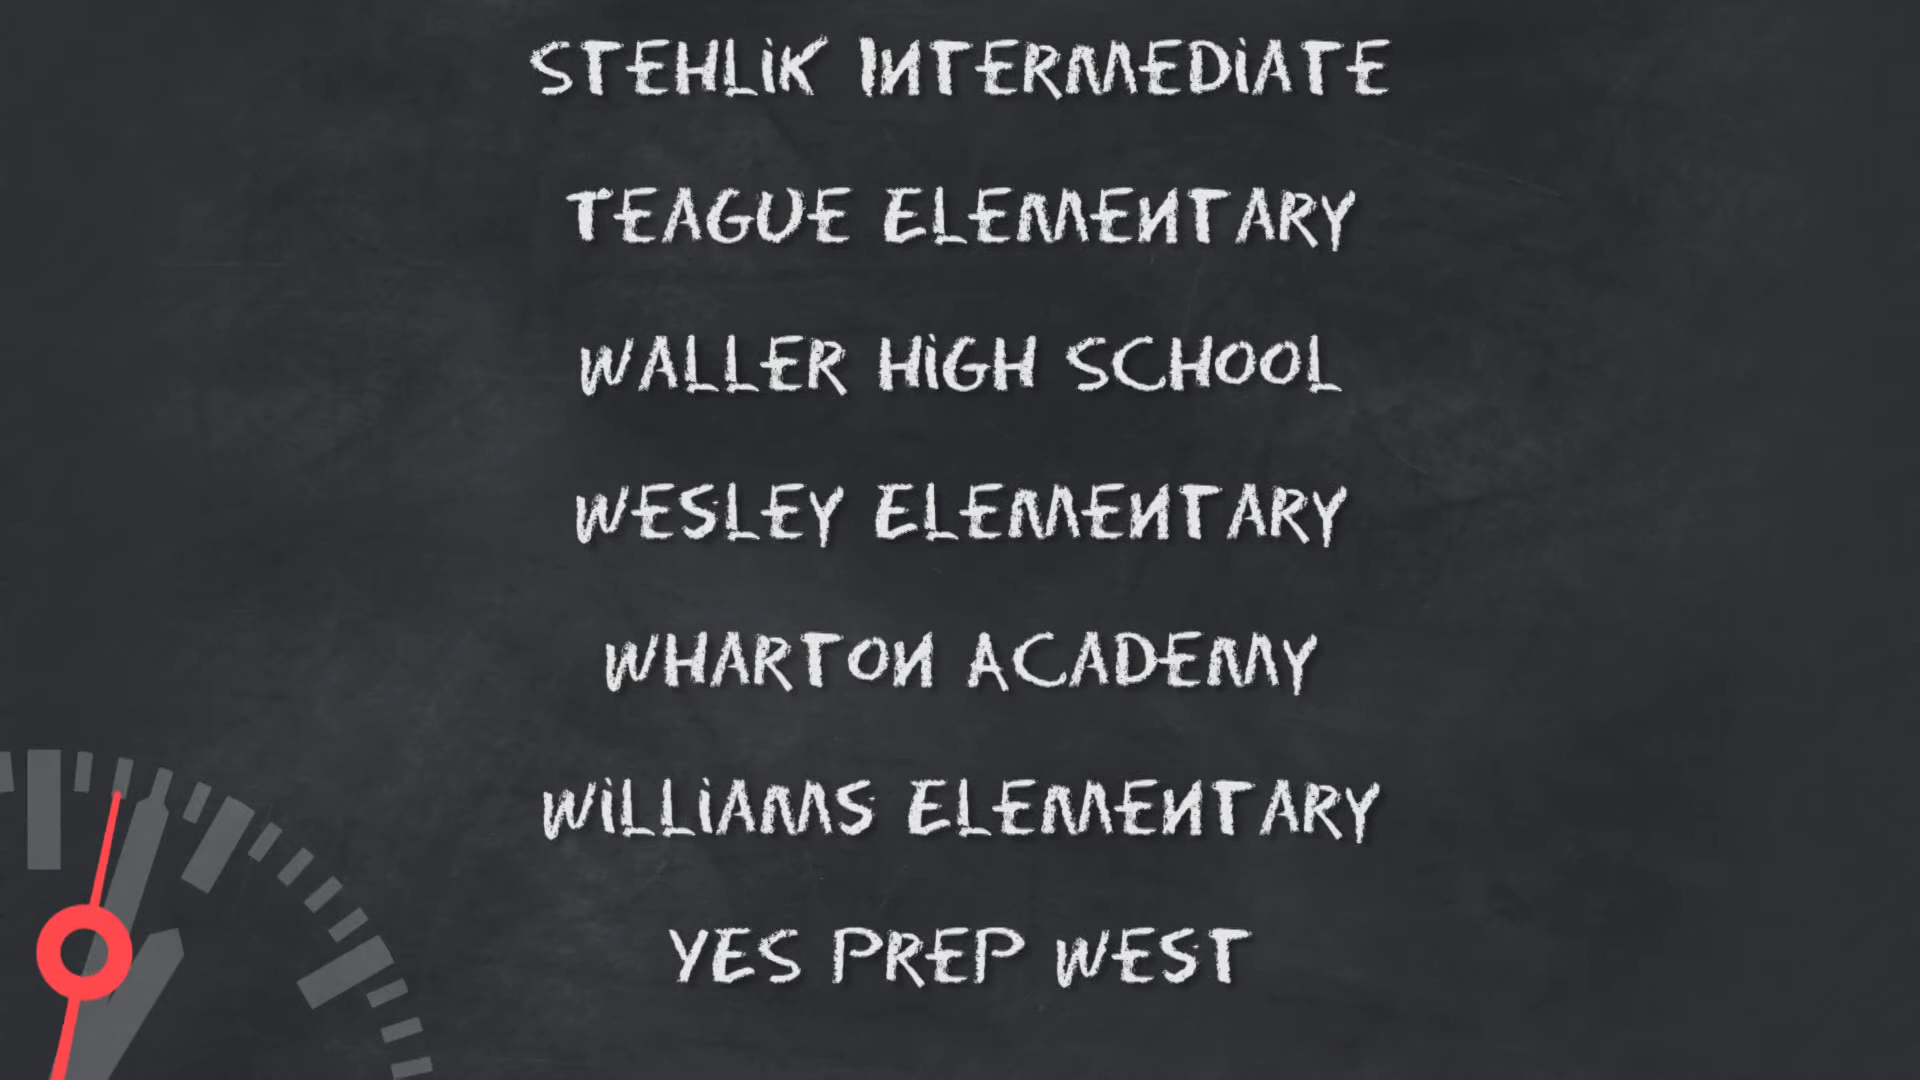 STEHLIK INTERMEDIATE
TEAGUE ELEMENTARY
WALLER HIGH SCHOOL
WESLEY ELEMENTARY
WHARTON ACADEMY
WILLIAMS ELEMENTARY
YES PREP WEST